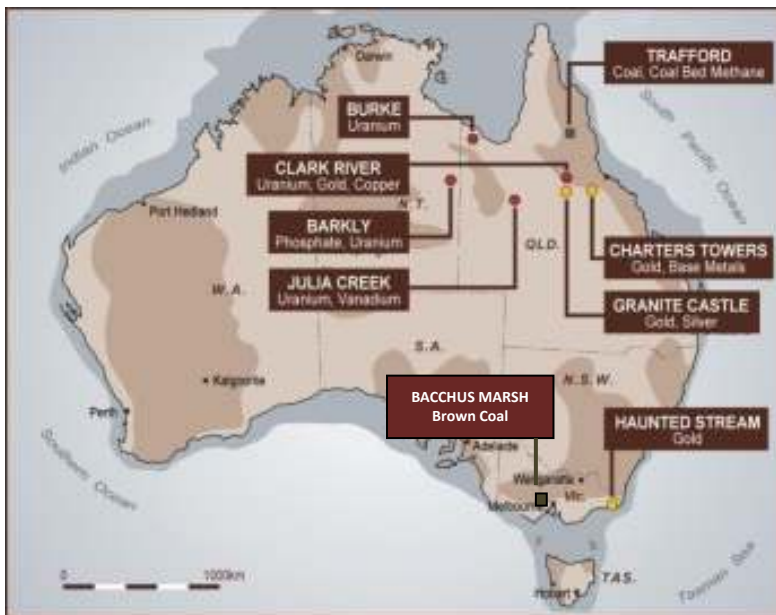 TRAFFORD
Coal, Coal Bed Methane
Darwin
BURKE
Uranium
Indian Ocean
South Pacific Ocean
CLARK RIVER
Uranium, Gold, Copper
N.T.
Port Hedland
BARKLY
Phosphate, Uranium
QLD.
CHARTERS TOWERS
Gold, Base Metals
JULIA CREEK
Uranium, Vanadium
W.A.
GRANITE CASTLE
Gold, Silver
S.A.
N.S.W.
Kalgoorlie
BACCHUS MARSH
Brown Coal
Perth
HAUNTED STREAM
Gold
Adelaide
Southern Ocean
Wangaratta
Vic.
Melbourne
0 1000km
TAS.
Hobart
Tasman Sea